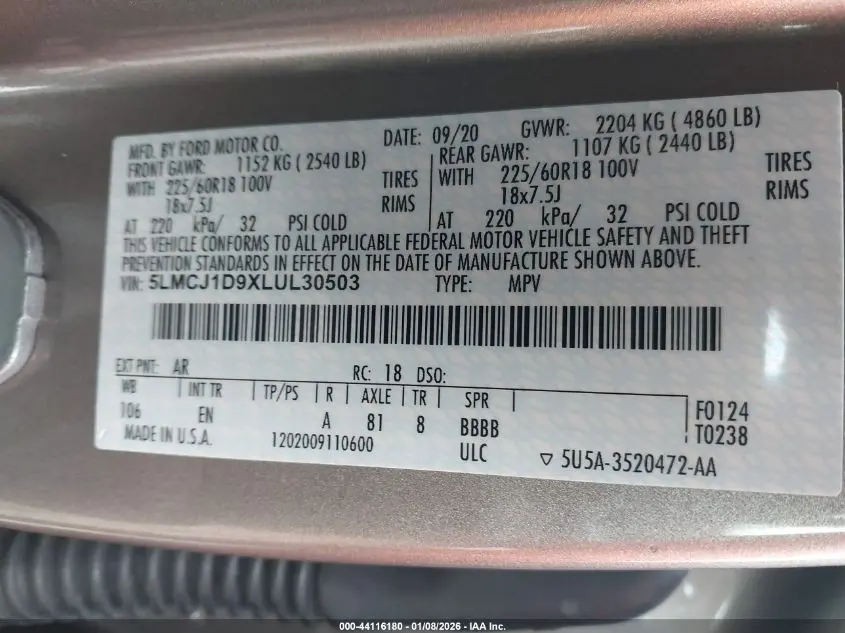 MFD. BY FORD MOTOR CO. DATE: 09/20 GVWR: 2204 KG ( 4860 LB)
FRONT GAWR: 1152 KG ( 2540 LB) REAR GAWR: 1107 KG ( 2440 LB)
WITH 225/60R18 100V TIRES WITH 225/60R18 100V TIRES
18x7.5J RIMS 18x7.5J RIMS
AT 220 kPa/ 32 PSI COLD AT 220 kPa/ 32 PSI COLD
THIS VEHICLE CONFORMS TO ALL APPLICABLE FEDERAL MOTOR VEHICLE SAFETY AND THEFT
PREVENTION STANDARDS IN EFFECT ON THE DATE OF MANUFACTURE SHOWN ABOVE.
VIN: 5LMCJ1D9XLUL30503 TYPE: MPV
EXT PNT: AR RC: 18 DSO:
WB INT TR TP/PS R AXLE TR SPR
106 EN A 81 8 BBBB F0124
MADE IN U.S.A. 1202009110600 ULC T0238
5U5A-3520472-AA
000-44116180 - 01/08/2026 - IAA Inc.